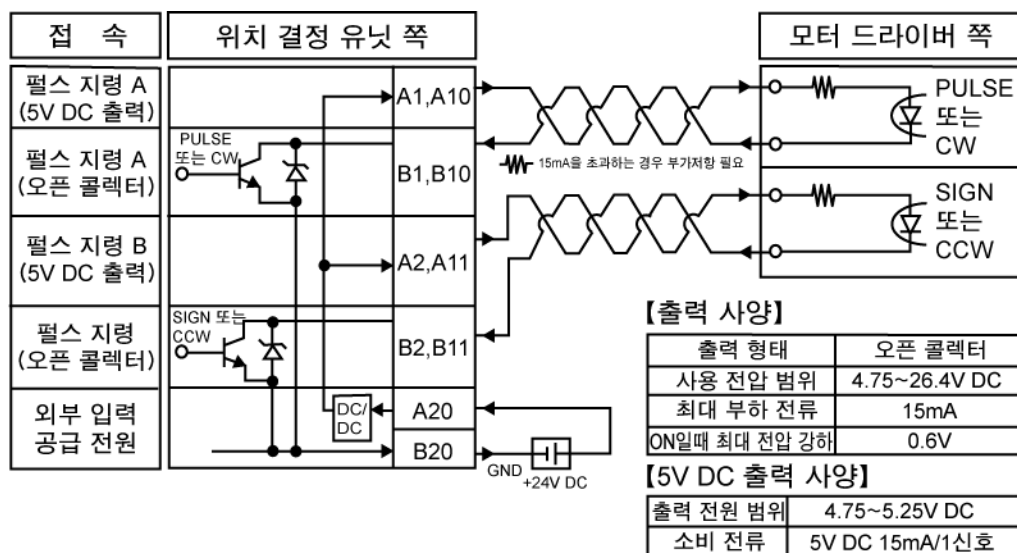 접 속
위치 결정 유닛 쪽
모터 드라이버 쪽
펄스 지령 A
(5V DC 출력)
A1,A10
PULSE
또는
CW
펄스 지령 A
(오픈 콜렉터)
PULSE
또는 CW
B1,B10
15mA을 초과하는 경우 부가저항 필요
펄스 지령 B
(5V DC 출력)
A2,A11
SIGN
또는
CCW
펄스 지령
(오픈 콜렉터)
SIGN 또는
CCW
B2,B11
외부 입력
공급 전원
DC/
DC
A20
B20
GND
+24V DC
【출력 사양】
출력 형태 오픈 콜렉터
사용 전압 범위 4.75~26.4V DC
최대 부하 전류 15mA
ON일때 최대 전압 강하 0.6V
【5V DC 출력 사양】
출력 전원 범위 4.75~5.25V DC
소비 전류 5V DC 15mA/1신호